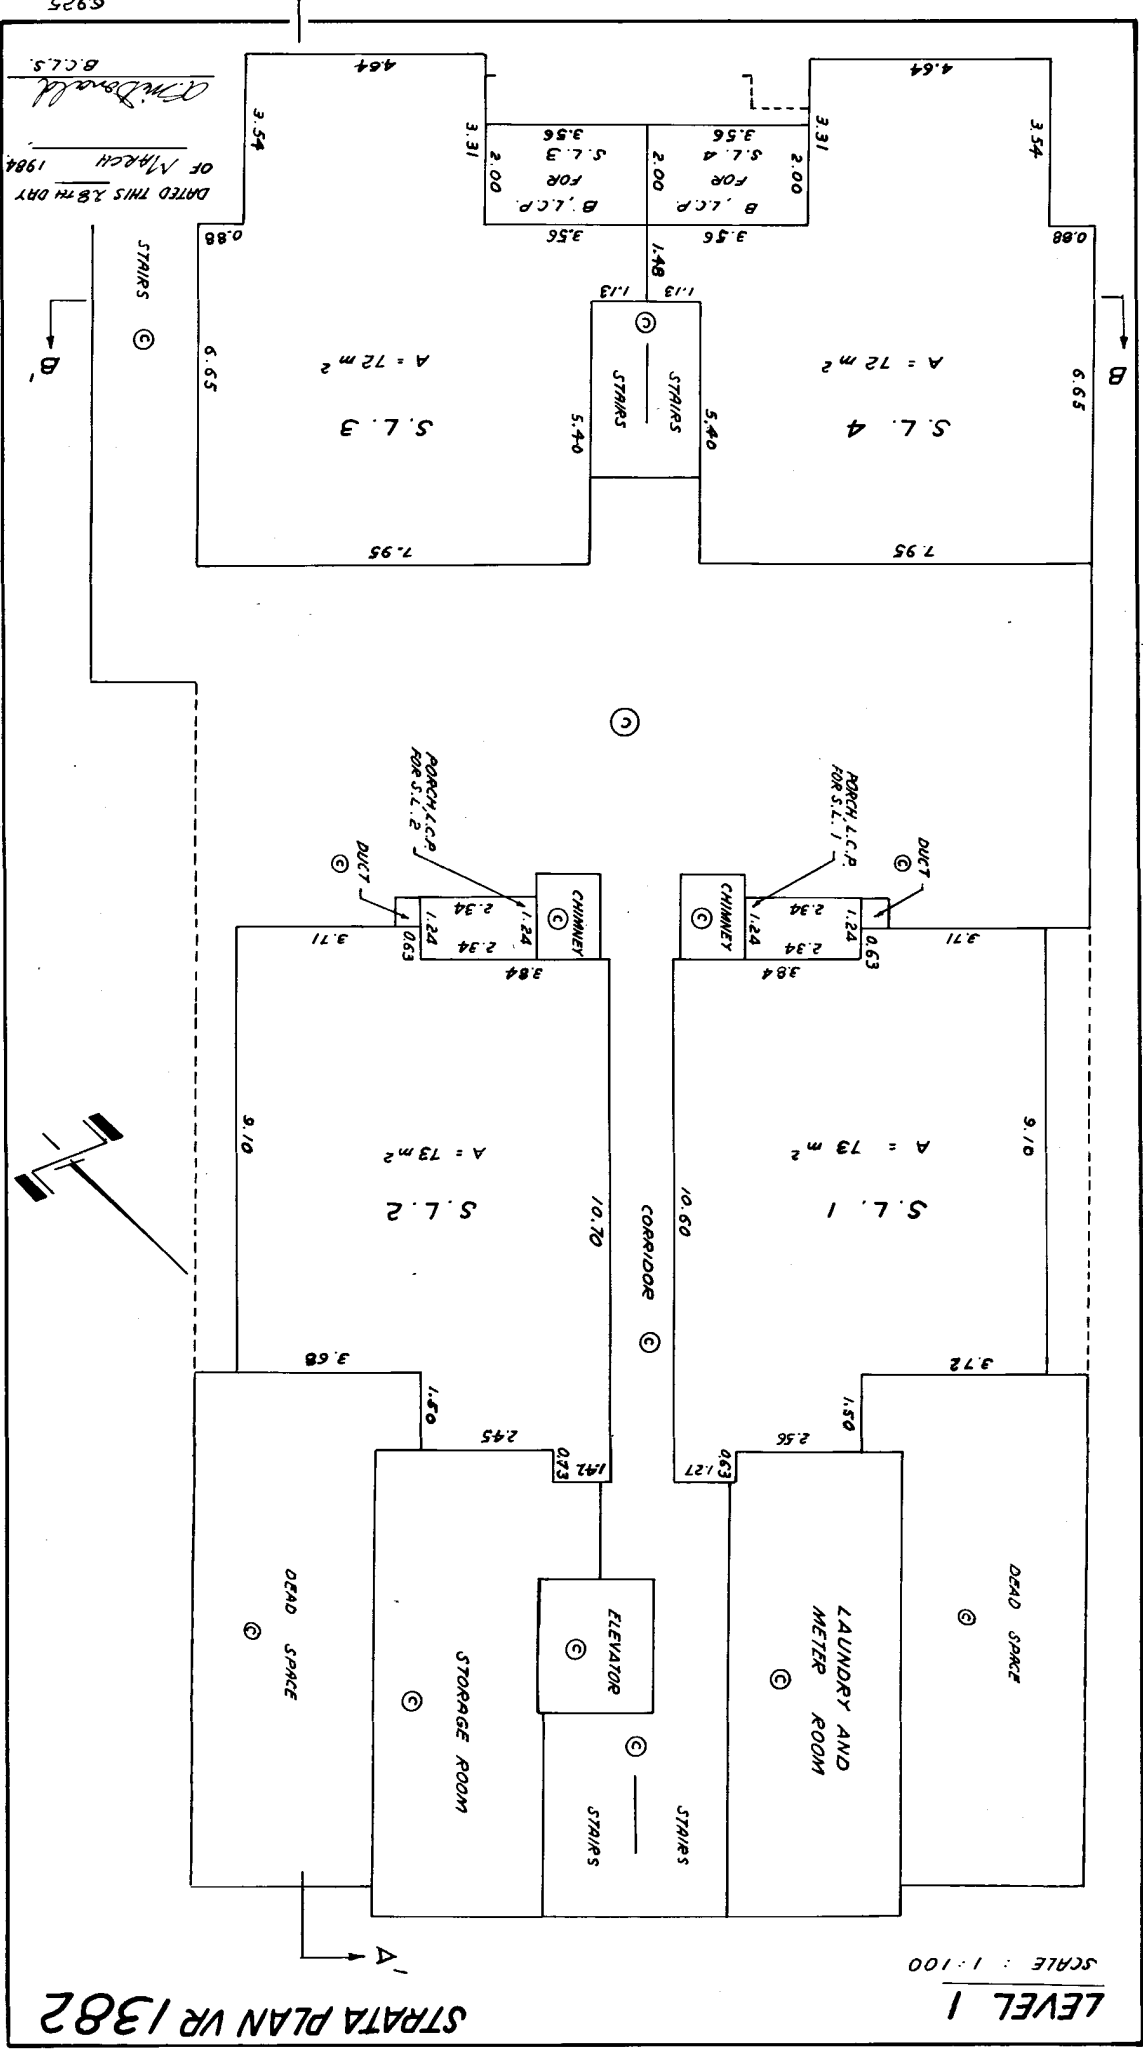 LEVEL 1
SCALE : 1:100
STRATA PLAN VR 1382
A'
STAIRS
STAIRS
C
DEAD SPACE
C
STORAGE ROOM
C
ELEVATOR
C
LAUNDRY AND
METER ROOM
C
DEAD SPACE
C
3.68
1.50
2.45
0.73
1.42
1.27
0.63
2.56
1.50
3.72
S. L. 2
A = 73 m²
9.10
10.70
CORRIDOR C
10.60
S. L. 1
A = 73 m²
9.10
3.71
0.63
1.24
2.34
2.34
1.24
3.84
CHIMNEY
C
CHIMNEY
C
3.84
1.24
2.34
2.34
1.24
0.63
3.71
DUCT
C
PORCH, L.C.P.
FOR S.L. 2
PORCH, L.C.P.
FOR S.L. 1
DUCT
C
C
7.95
7.95
S. L. 3
A = 72 m²
6.65
5.40
STAIRS
STAIRS
C
5.40
S. L. 4
A = 72 m²
6.65
B'
B
STAIRS C
1.13
1.13
1.48
0.88
3.56
3.56
0.88
B, L.C.P.
FOR
S. L. 3
3.56
2.00
2.00
B, L.C.P.
FOR
S. L. 4
3.56
2.00
3.31
3.31
3.54
3.54
4.64
4.64
DATED THIS 28TH DAY
OF MARCH 1984.
B.C.L.S.
6925